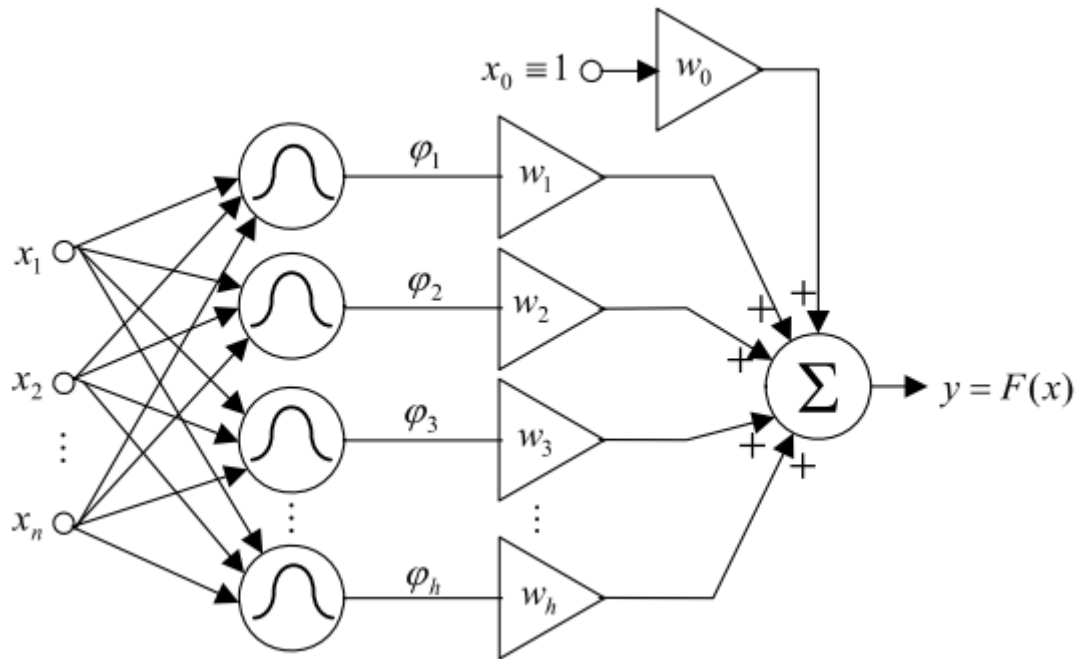 x₀ ≡ 1
w₀
φ₁
w₁
x₁
φ₂
w₂
+
+
+
x₂
Σ
y = F(x)
⋮
φ₃
w₃
+
+
xₙ
⋮
⋮
φₕ
wₕ